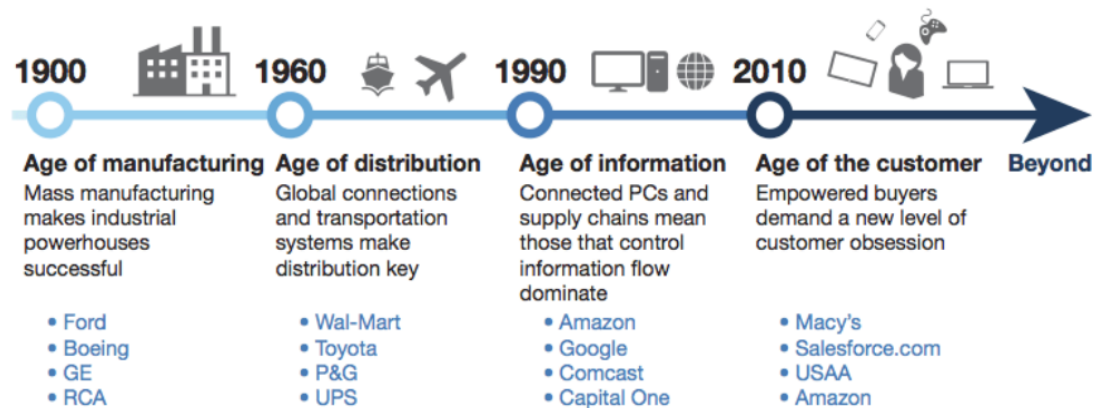 1900
1960
1990
2010
Age of manufacturing
Mass manufacturing
makes industrial
powerhouses
successful
• Ford
• Boeing
• GE
• RCA
Age of distribution
Global connections
and transportation
systems make
distribution key
• Wal-Mart
• Toyota
• P&G
• UPS
Age of information
Connected PCs and
supply chains mean
those that control
information flow
dominate
• Amazon
• Google
• Comcast
• Capital One
Age of the customer
Empowered buyers
demand a new level of
customer obsession
• Macy's
• Salesforce.com
• USAA
• Amazon
Beyond